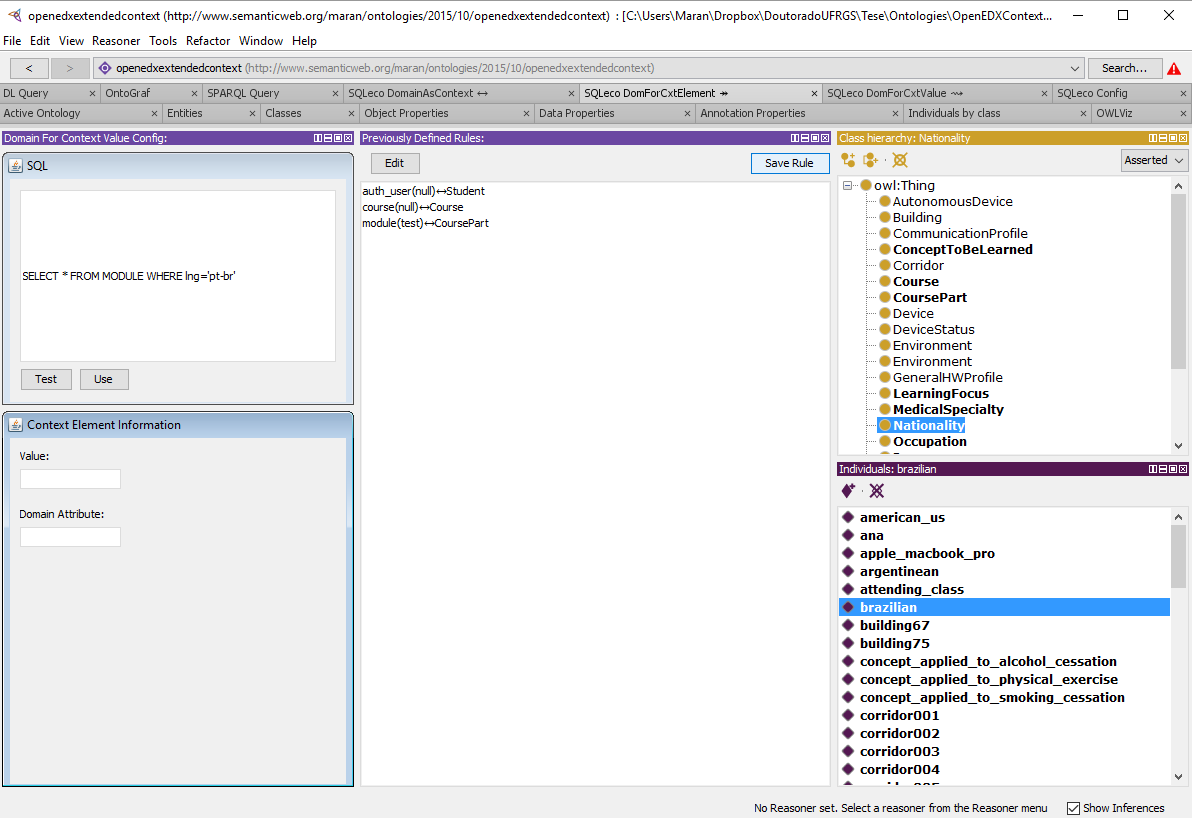 openedxextendedcontext (http://www.semanticweb.org/maran/ontologies/2015/10/openedxextendedcontext) : [C:\Users\Maran\Dropbox\DoutoradoUFRGS\Tese\Ontologies\OpenEDXContext...
File Edit View Reasoner Tools Refactor Window Help
< > openedxextendedcontext (http://www.semanticweb.org/maran/ontologies/2015/10/openedxextendedcontext) Search...
DL Query × OntoGraf × SPARQL Query × SQLeco DomainAsContext ↔ × SQLeco DomForCxtElement ↠ × SQLeco DomForCxtValue ⇝ × SQLeco Config ×
Active Ontology × Entities × Classes × Object Properties × Data Properties × Annotation Properties × Individuals by class × OWLViz ×
Domain For Context Value Config:
SQL
SELECT * FROM MODULE WHERE lng='pt-br'
Test Use
Context Element Information
Value:
Domain Attribute:
Previously Defined Rules:
Edit Save Rule
auth_user(null)↔Student
course(null)↔Course
module(test)↔CoursePart
Class hierarchy: Nationality
Asserted
owl:Thing
AutonomousDevice
Building
CommunicationProfile
ConceptToBeLearned
Corridor
Course
CoursePart
Device
DeviceStatus
Environment
Environment
GeneralHWProfile
LearningFocus
MedicalSpecialty
Nationality
Occupation
Individuals: brazilian
american_us
ana
apple_macbook_pro
argentinean
attending_class
brazilian
building67
building75
concept_applied_to_alcohol_cessation
concept_applied_to_physical_exercise
concept_applied_to_smoking_cessation
corridor001
corridor002
corridor003
corridor004
No Reasoner set. Select a reasoner from the Reasoner menu Show Inferences